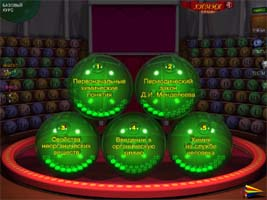 БАЗОВЫЙ
КУРС
ХИМИЯ
1
Первоначальные
химические
понятия
2
Периодический
закон
Д.И. Менделеева
3
Свойства
неорганических
веществ
4
Введение в
органическую
химию
5
Химия
на службе
человека